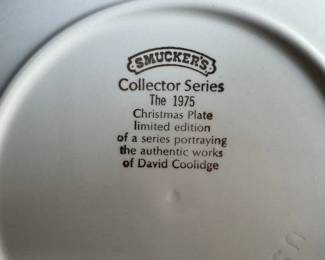 SMUCKER'S
Collector Series
The 1975
Christmas Plate
limited edition
of a series portraying
the authentic works
of David Coolidge